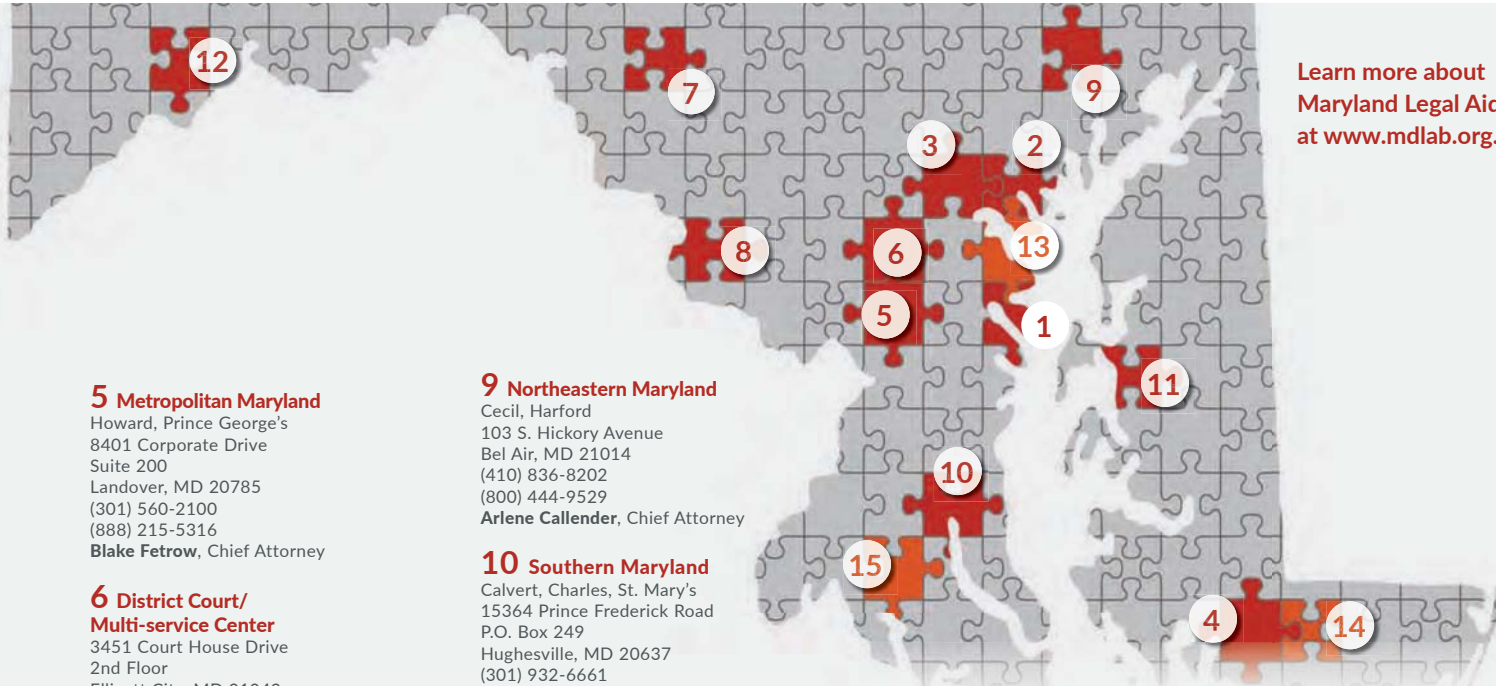 12
7
9
3
2
8
6
13
5
1
11
10
15
4
14
Learn more about
Maryland Legal Aid
at www.mdlab.org.
5 Metropolitan Maryland
Howard, Prince George’s
8401 Corporate Drive
Suite 200
Landover, MD 20785
(301) 560-2100
(888) 215-5316
Blake Fetrow, Chief Attorney
6 District Court/
Multi-service Center
3451 Court House Drive
2nd Floor
9 Northeastern Maryland
Cecil, Harford
103 S. Hickory Avenue
Bel Air, MD 21014
(410) 836-8202
(800) 444-9529
Arlene Callender, Chief Attorney
10 Southern Maryland
Calvert, Charles, St. Mary’s
15364 Prince Frederick Road
P.O. Box 249
Hughesville, MD 20637
(301) 932-6661